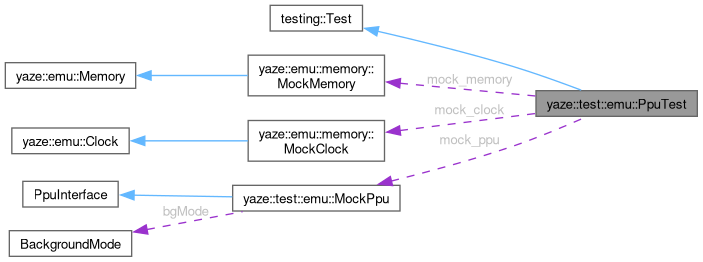 testing::Test
yaze::emu::Memory
yaze::emu::memory::
MockMemory
mock_memory
yaze::test::emu::PpuTest
mock_clock
yaze::emu::Clock
yaze::emu::memory::
MockClock
mock_ppu
PpuInterface
yaze::test::emu::MockPpu
bgMode
BackgroundMode